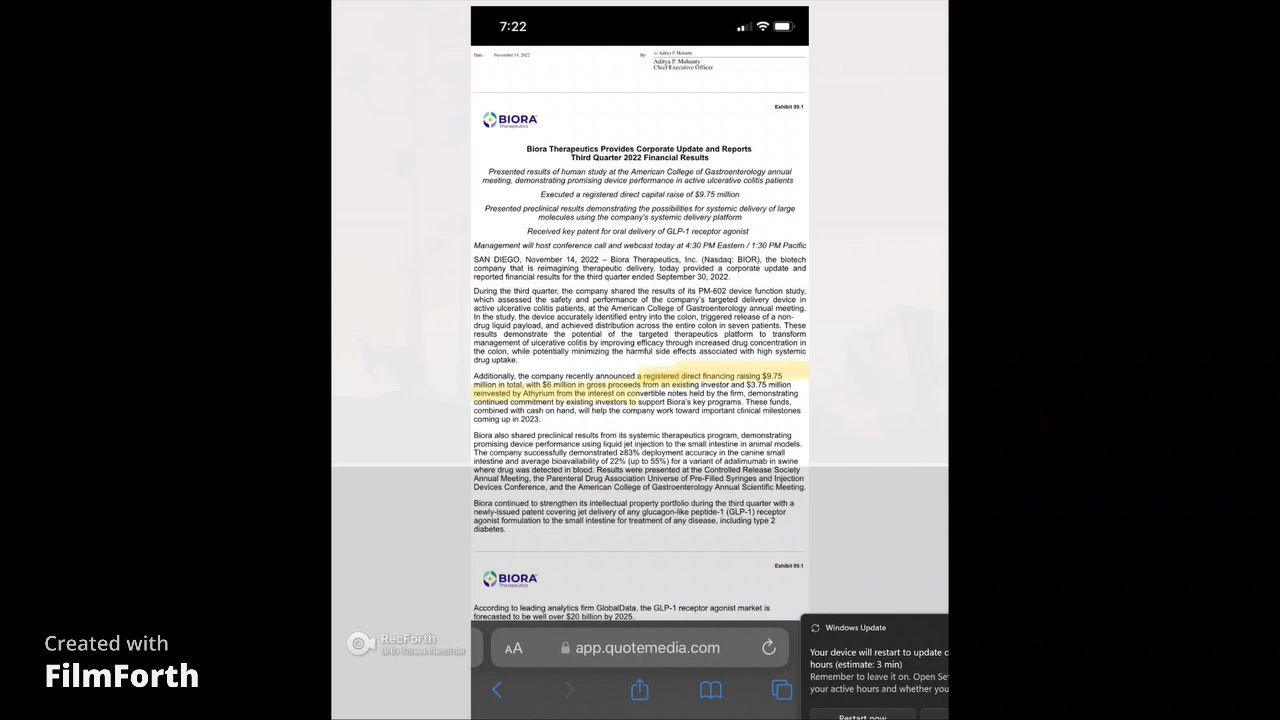 7:22
Date: November 14, 2022 By: /s/ Aditya P. Mohanty
Aditya P. Mohanty
Chief Executive Officer
Exhibit 99.1
BIORA
Therapeutics
Biora Therapeutics Provides Corporate Update and Reports
Third Quarter 2022 Financial Results
Presented results of human study at the American College of Gastroenterology annual
meeting, demonstrating promising device performance in active ulcerative colitis patients
Executed a registered direct capital raise of $9.75 million
Presented preclinical results demonstrating the possibilities for systemic delivery of large
molecules using the company's systemic delivery platform
Received key patent for oral delivery of GLP-1 receptor agonist
Management will host conference call and webcast today at 4:30 PM Eastern / 1:30 PM Pacific
SAN DIEGO, November 14, 2022 – Biora Therapeutics, Inc. (Nasdaq: BIOR), the biotech
company that is reimagining therapeutic delivery, today provided a corporate update and
reported financial results for the third quarter ended September 30, 2022.
During the third quarter, the company shared the results of its PM-602 device function study,
which assessed the safety and performance of the company's targeted delivery device in
active ulcerative colitis patients, at the American College of Gastroenterology annual meeting.
In the study, the device accurately identified entry into the colon, triggered release of a non-
drug liquid payload, and achieved distribution across the entire colon in seven patients. These
results demonstrate the potential of the targeted therapeutics platform to transform
management of ulcerative colitis by improving efficacy through increased drug concentration in
the colon, while potentially minimizing the harmful side effects associated with high systemic
drug uptake.
Additionally, the company recently announced a registered direct financing raising $9.75
million in total, with $6 million in gross proceeds from an existing investor and $3.75 million
reinvested by Athyrium from the interest on convertible notes held by the firm, demonstrating
continued commitment by existing investors to support Biora's key programs. These funds,
combined with cash on hand, will help the company work toward important clinical milestones
coming up in 2023.
Biora also shared preclinical results from its systemic therapeutics program, demonstrating
promising device performance using liquid jet injection to the small intestine in animal models.
The company successfully demonstrated ≥83% deployment accuracy in the canine small
intestine and average bioavailability of 22% (up to 55%) for a variant of adalimumab in swine
where drug was detected in blood. Results were presented at the Controlled Release Society
Annual Meeting, the Parenteral Drug Association Universe of Pre-Filled Syringes and Injection
Devices Conference, and the American College of Gastroenterology Annual Scientific Meeting.
Biora continued to strengthen its intellectual property portfolio during the third quarter with a
newly-issued patent covering jet delivery of any glucagon-like peptide-1 (GLP-1) receptor
agonist formulation to the small intestine for treatment of any disease, including type 2
diabetes.
Exhibit 99.1
BIORA
Therapeutics
According to leading analytics firm GlobalData, the GLP-1 receptor agonist market is
forecasted to be well over $20 billion by 2025.
AA app.quotemedia.com
Windows Update
Your device will restart to update
hours (estimate: 3 min)
Remember to leave it on. Open
your active hours and whether
Restart now
RecForth
UHD Screen Recorder
Created with
FilmForth